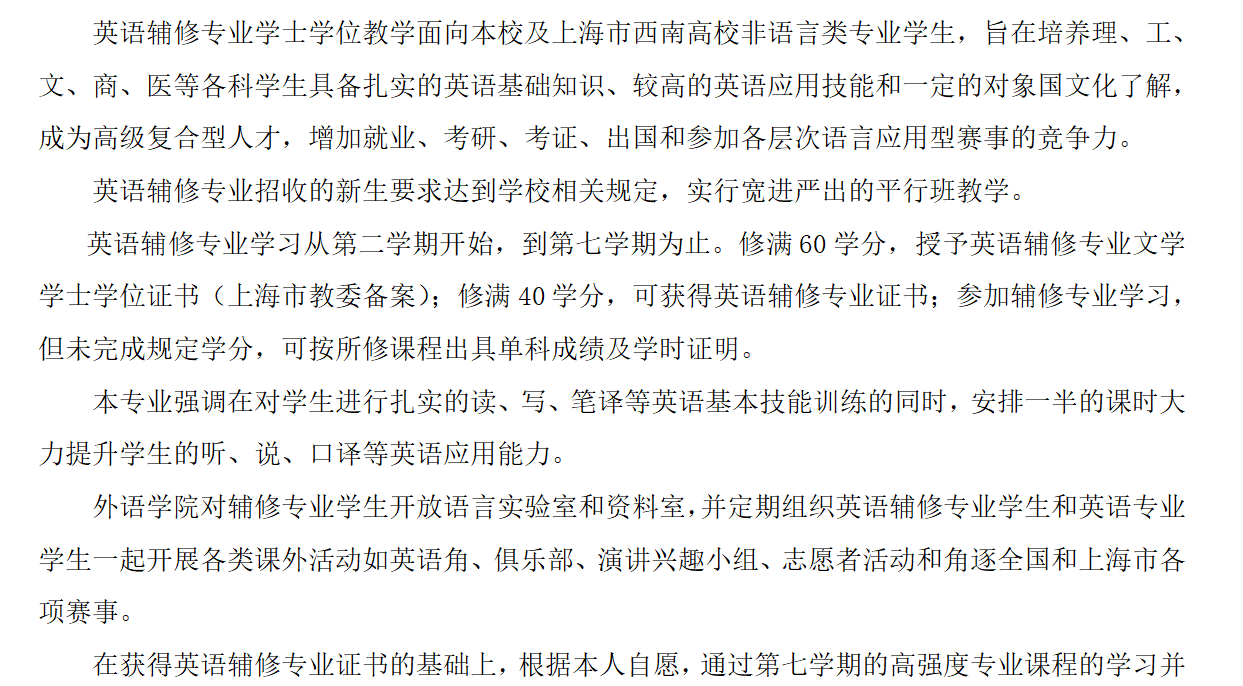 英语辅修专业学士学位教学面向本校及上海市西南高校非语言类专业学生，旨在培养理、工、
文、商、医等各科学生具备扎实的英语基础知识、较高的英语应用技能和一定的对象国文化了解，
成为高级复合型人才，增加就业、考研、考证、出国和参加各层次语言应用型赛事的竞争力。
英语辅修专业招收的新生要求达到学校相关规定，实行宽进严出的平行班教学。
英语辅修专业学习从第二学期开始，到第七学期为止。修满 60 学分，授予英语辅修专业文学
学士学位证书（上海市教委备案）；修满 40 学分，可获得英语辅修专业证书；参加辅修专业学习，
但未完成规定学分，可按所修课程出具单科成绩及学时证明。
本专业强调在对学生进行扎实的读、写、笔译等英语基本技能训练的同时，安排一半的课时大
力提升学生的听、说、口译等英语应用能力。
外语学院对辅修专业学生开放语言实验室和资料室，并定期组织英语辅修专业学生和英语专业
学生一起开展各类课外活动如英语角、俱乐部、演讲兴趣小组、志愿者活动和角逐全国和上海市各
项赛事。
在获得英语辅修专业证书的基础上，根据本人自愿，通过第七学期的高强度专业课程的学习并